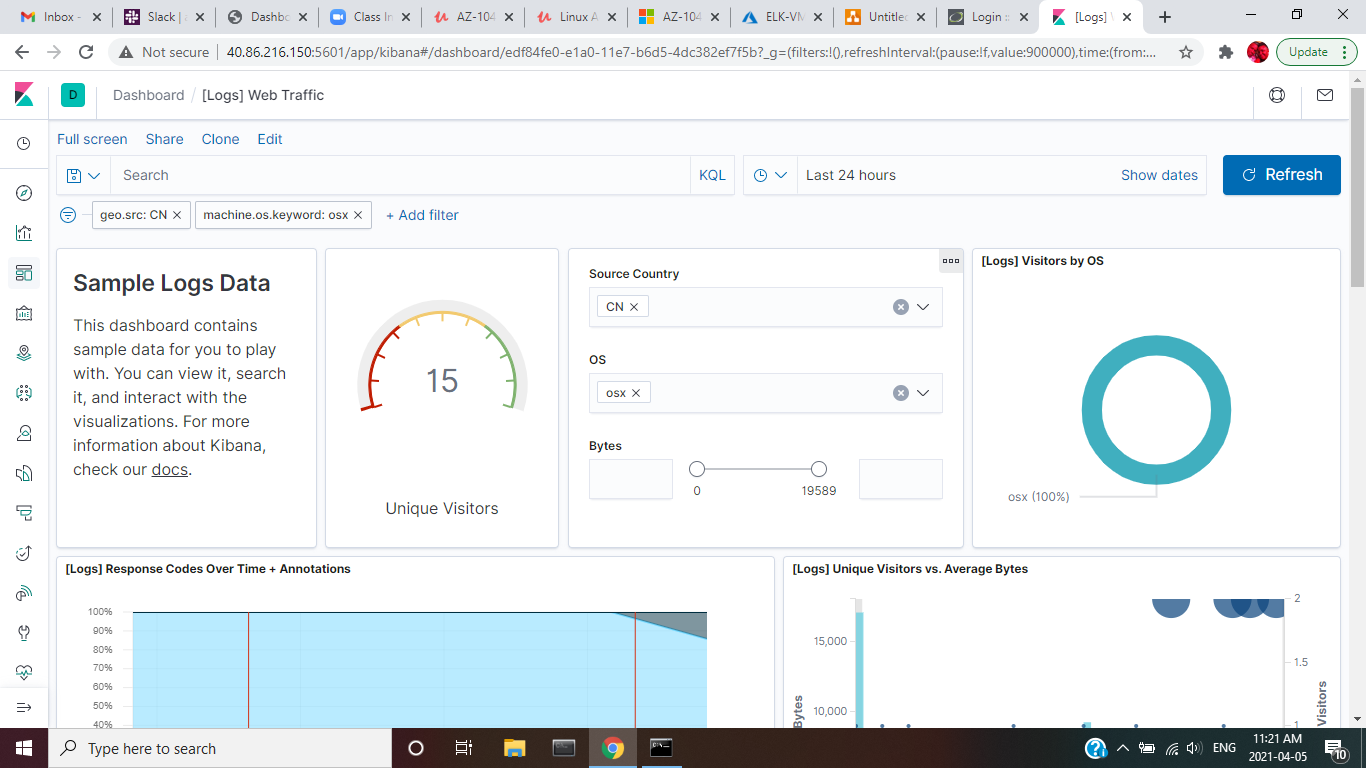 Inbox -
Slack | a
Dashbo
Class In
AZ-104
Linux A
AZ-104
ELK-VM
Untitle
Login ::
[Logs] W
Not secure
40.86.216.150:5601/app/kibana#/dashboard/edf84fe0-e1a0-11e7-b6d5-4dc382ef7f5b?_g=(filters:!(),refreshInterval:(pause:!f,value:900000),time:(from:...
Update
D
Dashboard / [Logs] Web Traffic
Full screen Share Clone Edit
Search
KQL
Last 24 hours
Show dates
Refresh
geo.src: CN
machine.os.keyword: osx
+ Add filter
Sample Logs Data
This dashboard contains
sample data for you to play
with. You can view it, search
it, and interact with the
visualizations. For more
information about Kibana,
check our docs.
15
Unique Visitors
Source Country
CN
OS
osx
Bytes
0
19589
[Logs] Visitors by OS
osx (100%)
[Logs] Response Codes Over Time + Annotations
100%
90%
80%
70%
60%
50%
40%
[Logs] Unique Visitors vs. Average Bytes
15,000
10,000
Bytes
2
1.5
1
Visitors
Type here to search
ENG
11:21 AM
2021-04-05
10